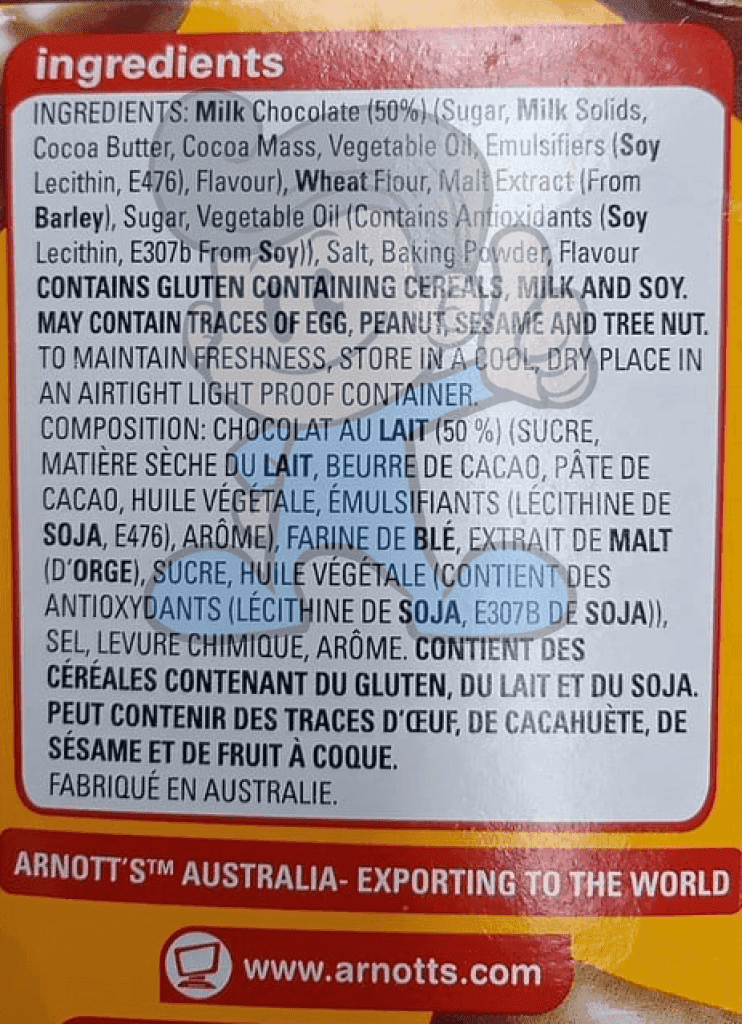 ingredients
INGREDIENTS: Milk Chocolate (50%) (Sugar, Milk Solids,
Cocoa Butter, Cocoa Mass, Vegetable Oil, Emulsifiers (Soy
Lecithin, E476), Flavour), Wheat Flour, Malt Extract (From
Barley), Sugar, Vegetable Oil (Contains Antioxidants (Soy
Lecithin, E307b From Soy)), Salt, Baking Powder, Flavour
CONTAINS GLUTEN CONTAINING CEREALS, MILK AND SOY.
MAY CONTAIN TRACES OF EGG, PEANUT, SESAME AND TREE NUT.
TO MAINTAIN FRESHNESS, STORE IN A COOL, DRY PLACE IN
AN AIRTIGHT LIGHT PROOF CONTAINER.
COMPOSITION: CHOCOLAT AU LAIT (50 %) (SUCRE,
MATIÈRE SÈCHE DU LAIT, BEURRE DE CACAO, PÂTE DE
CACAO, HUILE VÉGÉTALE, ÉMULSIFIANTS (LÉCITHINE DE
SOJA, E476), ARÔME), FARINE DE BLÉ, EXTRAIT DE MALT
(D'ORGE), SUCRE, HUILE VÉGÉTALE (CONTIENT DES
ANTIOXYDANTS (LÉCITHINE DE SOJA, E307B DE SOJA)),
SEL, LEVURE CHIMIQUE, ARÔME. CONTIENT DES
CÉRÉALES CONTENANT DU GLUTEN, DU LAIT ET DU SOJA.
PEUT CONTENIR DES TRACES D'ŒUF, DE CACAHUÈTE, DE
SÉSAME ET DE FRUIT À COQUE.
FABRIQUÉ EN AUSTRALIE.
ARNOTT'S™ AUSTRALIA- EXPORTING TO THE WORLD
www.arnotts.com